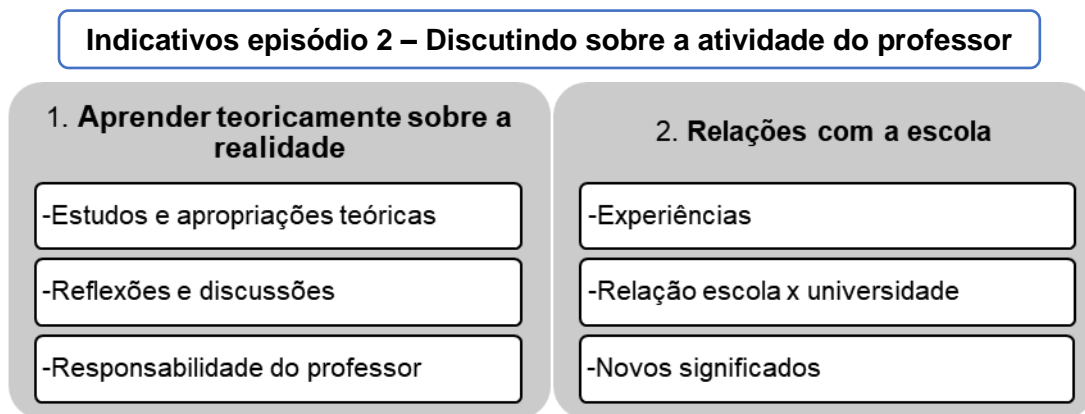 Indicativos episódio 2 – Discutindo sobre a atividade do professor
1. Aprender teoricamente sobre a
realidade
-Estudos e apropriações teóricas
-Reflexões e discussões
-Responsabilidade do professor
2. Relações com a escola
-Experiências
-Relação escola x universidade
-Novos significados